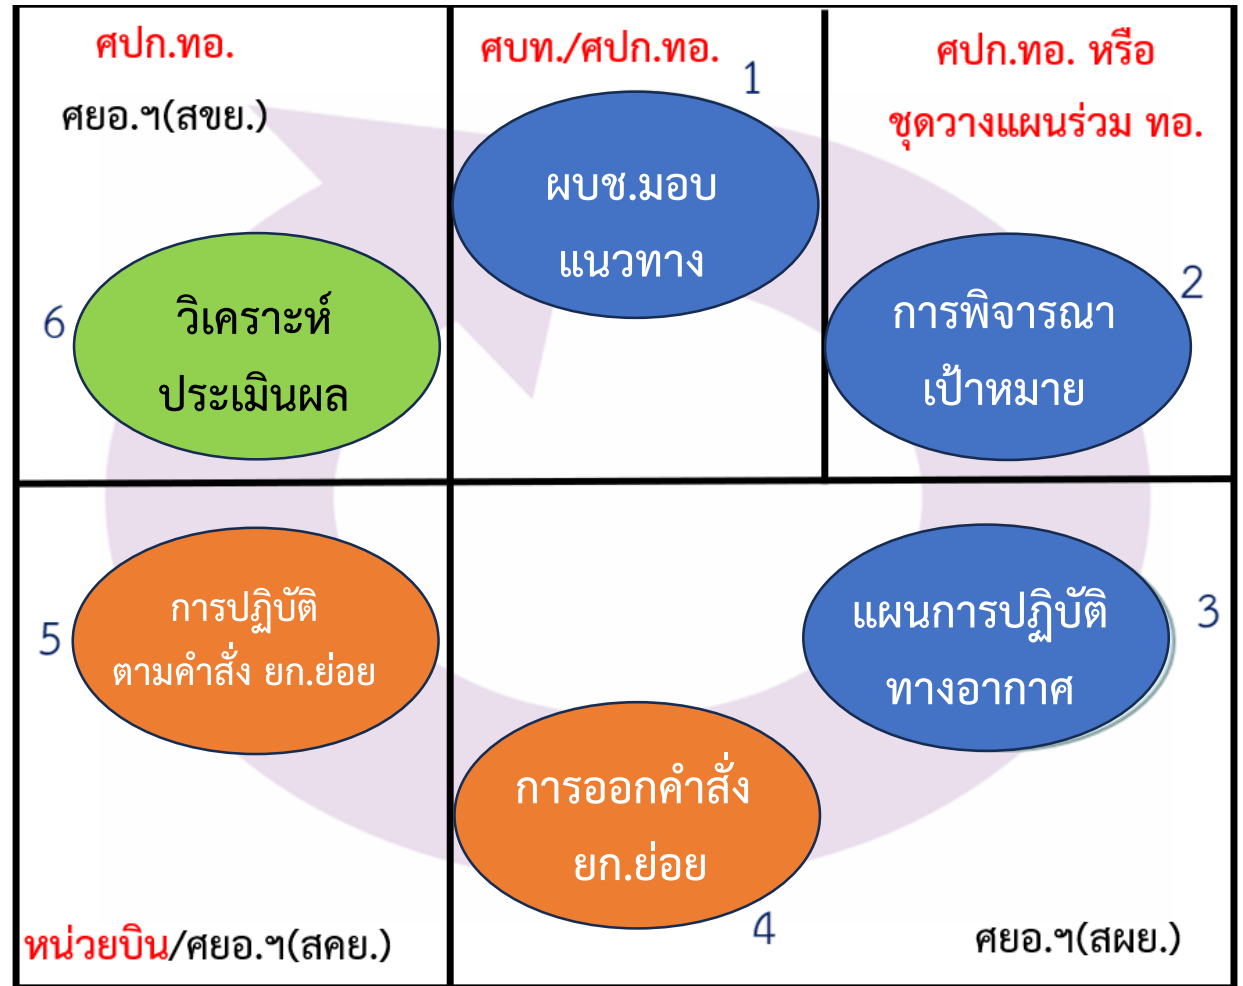 ศปก.ทอ.
ศยอ.ฯ(สขย.)
ศบท./ศปก.ทอ.
1
ผบช.มอบ
แนวทาง
ศปก.ทอ. หรือ
ชุดวางแผนร่วม ทอ.
2
การพิจารณา
เป้าหมาย
6
วิเคราะห์
ประเมินผล
แผนการปฏิบัติ
ทางอากาศ
3
5
การปฏิบัติ
ตามคำสั่ง ยก.ย่อย
การออกคำสั่ง
ยก.ย่อย
4
หน่วยบิน/ศยอ.ฯ(สคย.)
ศยอ.ฯ(สผย.)